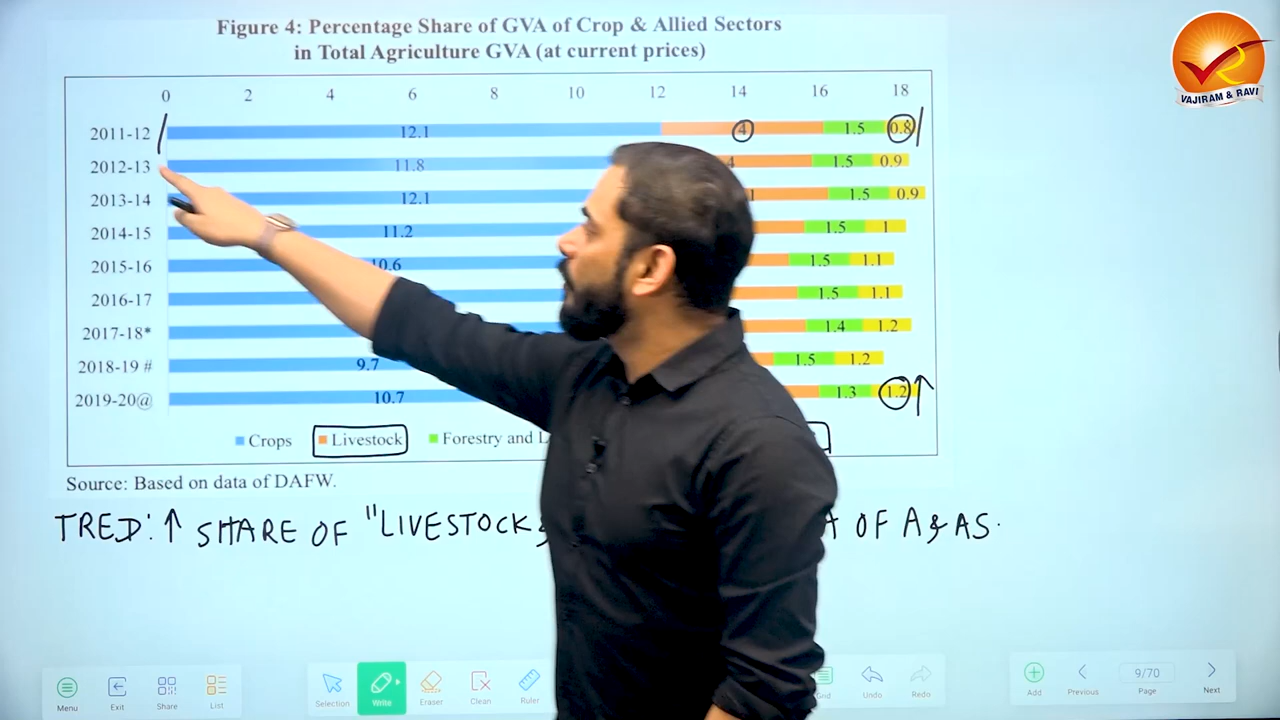 Figure 4: Percentage Share of GVA of Crop & Allied Sectors
in Total Agriculture GVA (at current prices)
VAJIRAM & RAVI
0 2 4 6 8 10 12 14 16 18
2011-12 12.1 4 1.5 0.8
2012-13 11.8 4 1.5 0.9
2013-14 12.1 1.5 0.9
2014-15 11.2 1.5 1
2015-16 10.6 1.5 1.1
2016-17 1.5 1.1
2017-18* 1.4 1.2
2018-19 # 9.7 1.5 1.2
2019-20@ 10.7 1.3 1.2
Crops Livestock Forestry and
Source: Based on data of DAFW.
TRED: ↑ SHARE OF "LIVESTOCK OF A & AS.
Menu Exit Share List Selection Write Eraser Clean Ruler Undo Redo Add Previous 9/70 Page Next